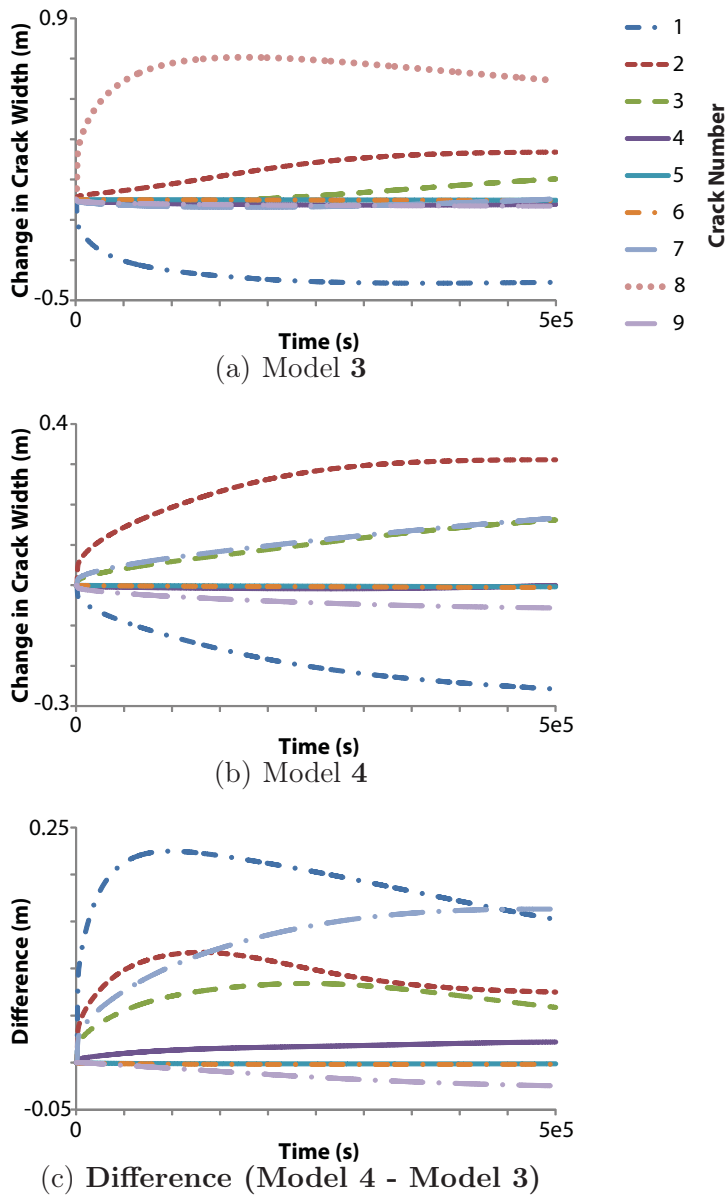 0.9
Change in Crack Width (m)
-0.5
0
5e5
Time (s)
(a) Model 3
1
2
3
4
5
6
7
8
9
Crack Number
0.4
Change in Crack Width (m)
-0.3
0
5e5
Time (s)
(b) Model 4
0.25
Difference (m)
-0.05
0
5e5
Time (s)
(c) Difference (Model 4 - Model 3)